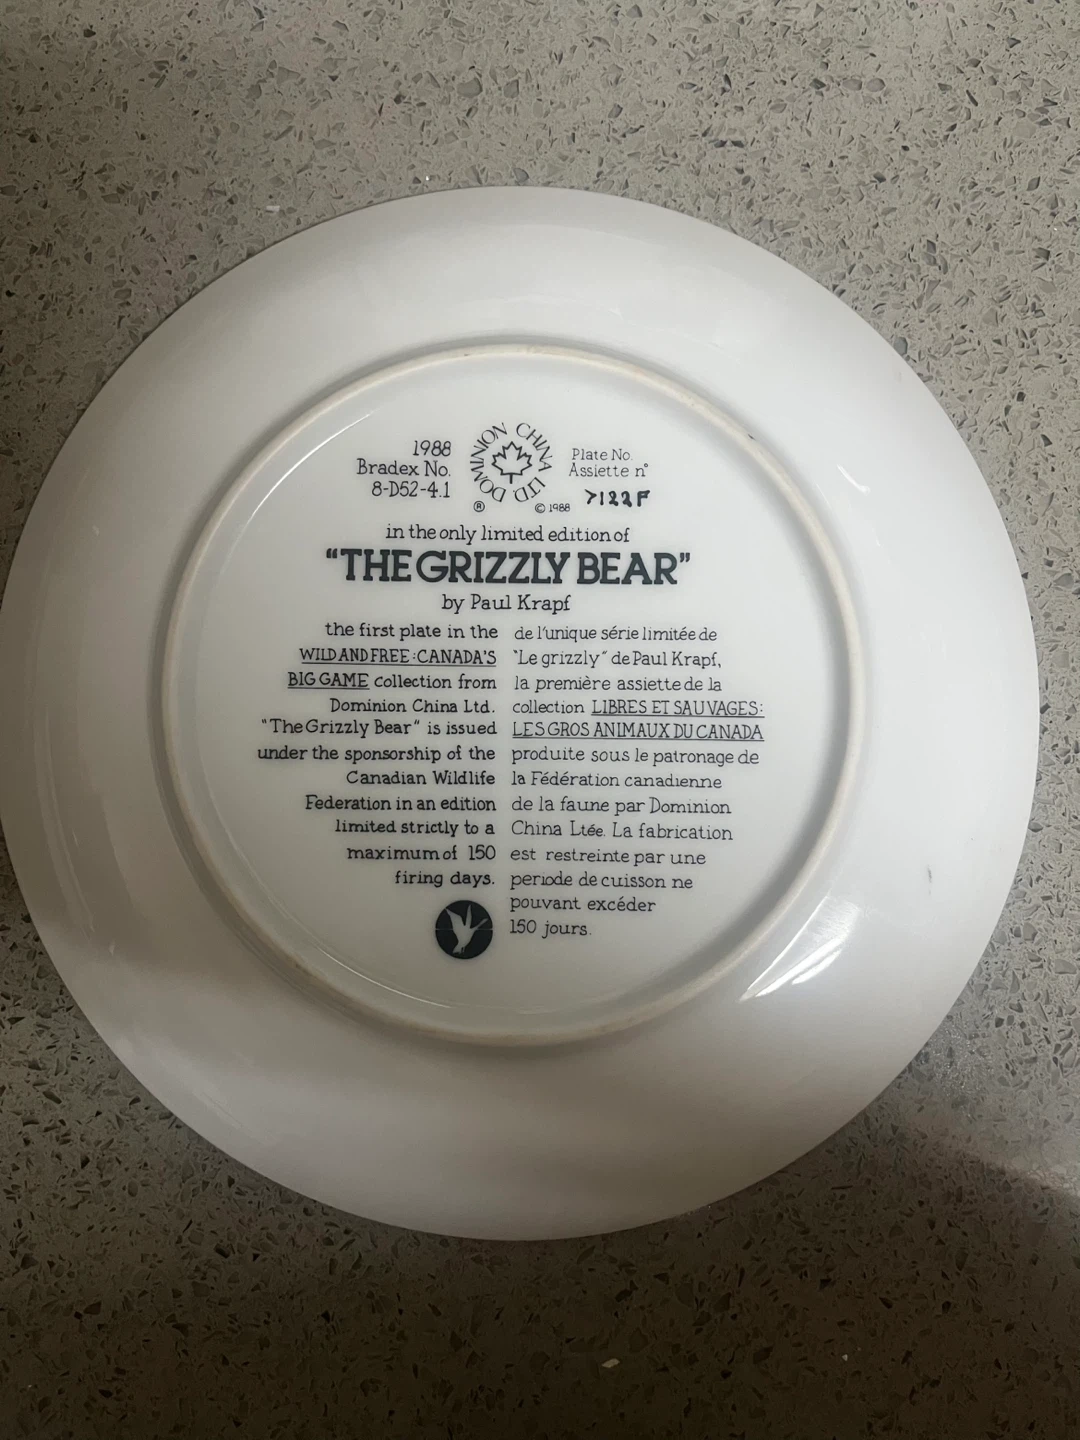 1988
Bradex No.
8-D52-4.1
DOMINION CHINA LTD.
®
© 1988
Plate No.
Assiette n°
7122F
in the only limited edition of
"THE GRIZZLY BEAR"
by Paul Krapf
the first plate in the
WILD AND FREE: CANADA'S
BIG GAME collection from
Dominion China Ltd.
"The Grizzly Bear" is issued
under the sponsorship of the
Canadian Wildlife
Federation in an edition
limited strictly to a
maximum of 150
firing days.
de l'unique série limitée de
"Le grizzly" de Paul Krapf,
la première assiette de la
collection LIBRES ET SAUVAGES:
LES GROS ANIMAUX DU CANADA
produite sous le patronage de
la Fédération canadienne
de la faune par Dominion
China Ltée. La fabrication
est restreinte par une
periode de cuisson ne
pouvant excéder
150 jours.